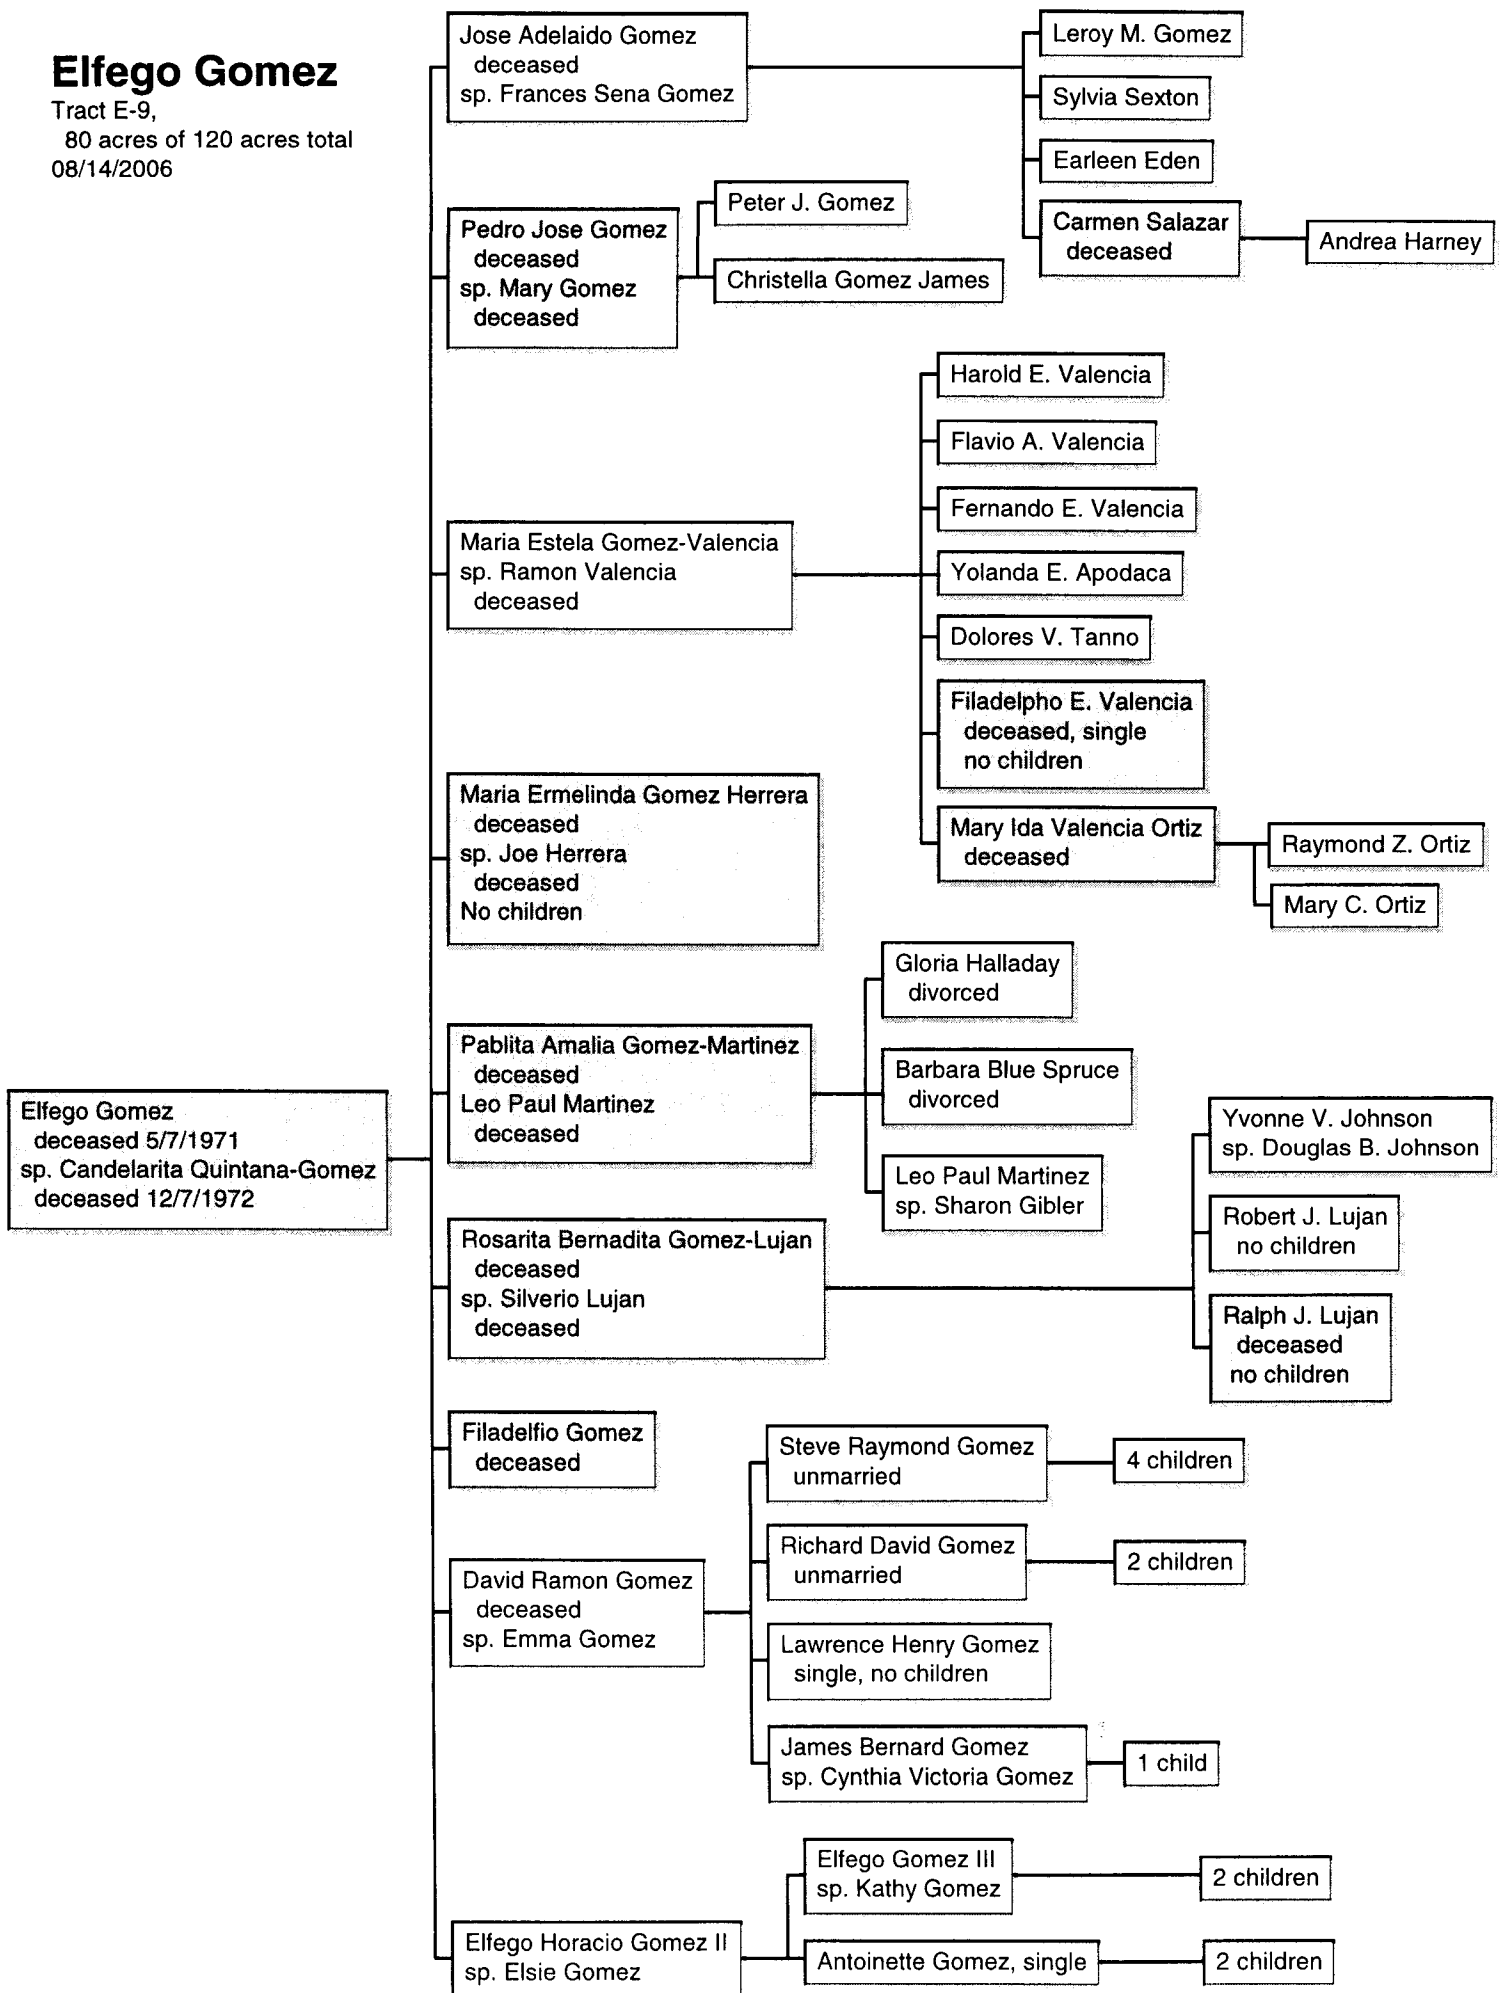 Elfego Gomez
Tract E-9,
80 acres of 120 acres total
08/14/2006
Jose Adelaido Gomez
deceased
sp. Frances Sena Gomez
Leroy M. Gomez
Sylvia Sexton
Earleen Eden
Carmen Salazar
deceased
Andrea Harney
Pedro Jose Gomez
deceased
sp. Mary Gomez
deceased
Peter J. Gomez
Christella Gomez James
Maria Estela Gomez-Valencia
sp. Ramon Valencia
deceased
Harold E. Valencia
Flavio A. Valencia
Fernando E. Valencia
Yolanda E. Apodaca
Dolores V. Tanno
Filadelpho E. Valencia
deceased, single
no children
Mary Ida Valencia Ortiz
deceased
Raymond Z. Ortiz
Mary C. Ortiz
Maria Ermelinda Gomez Herrera
deceased
sp. Joe Herrera
deceased
No children
Elfego Gomez
deceased 5/7/1971
sp. Candelarita Quintana-Gomez
deceased 12/7/1972
Pablita Amalia Gomez-Martinez
deceased
Leo Paul Martinez
deceased
Gloria Halladay
divorced
Barbara Blue Spruce
divorced
Leo Paul Martinez
sp. Sharon Gibler
Rosarita Bernadita Gomez-Lujan
deceased
sp. Silverio Lujan
deceased
Yvonne V. Johnson
sp. Douglas B. Johnson
Robert J. Lujan
no children
Ralph J. Lujan
deceased
no children
Filadelfio Gomez
deceased
David Ramon Gomez
deceased
sp. Emma Gomez
Steve Raymond Gomez
unmarried
4 children
Richard David Gomez
unmarried
2 children
Lawrence Henry Gomez
single, no children
James Bernard Gomez
sp. Cynthia Victoria Gomez
1 child
Elfego Horacio Gomez II
sp. Elsie Gomez
Elfego Gomez III
sp. Kathy Gomez
2 children
Antoinette Gomez, single
2 children